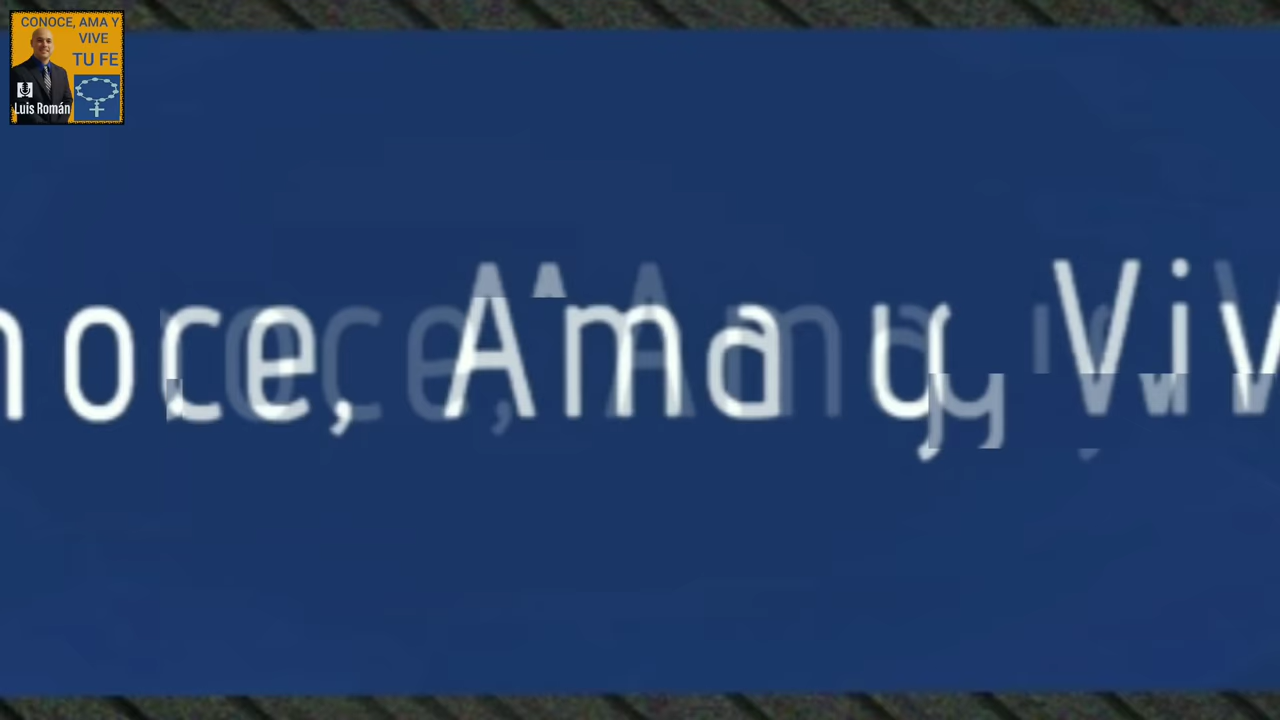 CONOCE, AMA Y
VIVE
TU FE
Luis Román
noce, Ama y Viv